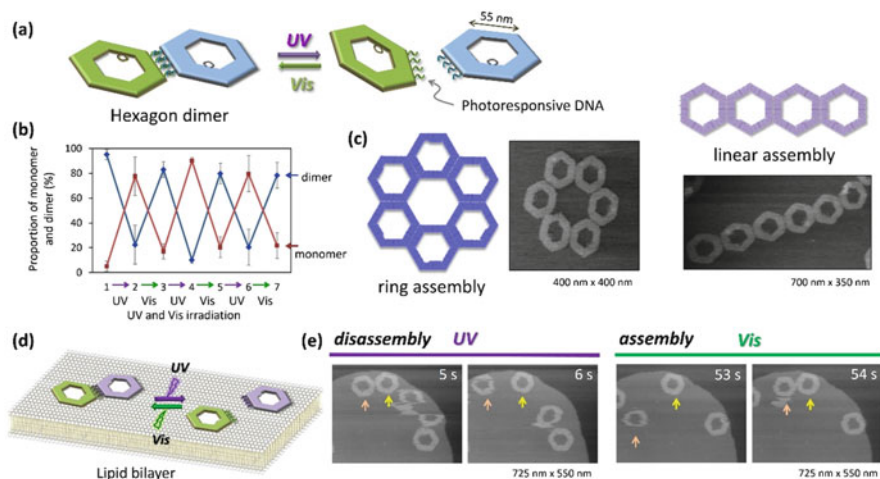 (a)
UV
Vis
55 nm
Hexagon dimer
Photoresponsive DNA
(b)
Proportion of monomer
and dimer (%)
100
80
60
40
20
0
dimer
monomer
1 2 3 4 5 6 7
UV Vis UV Vis UV Vis
UV and Vis irradiation
(c)
ring assembly
400 nm x 400 nm
linear assembly
700 nm x 350 nm
(d)
UV
Vis
Lipid bilayer
(e)
disassembly UV
5 s
6 s
725 nm x 550 nm
assembly Vis
53 s
54 s
725 nm x 550 nm